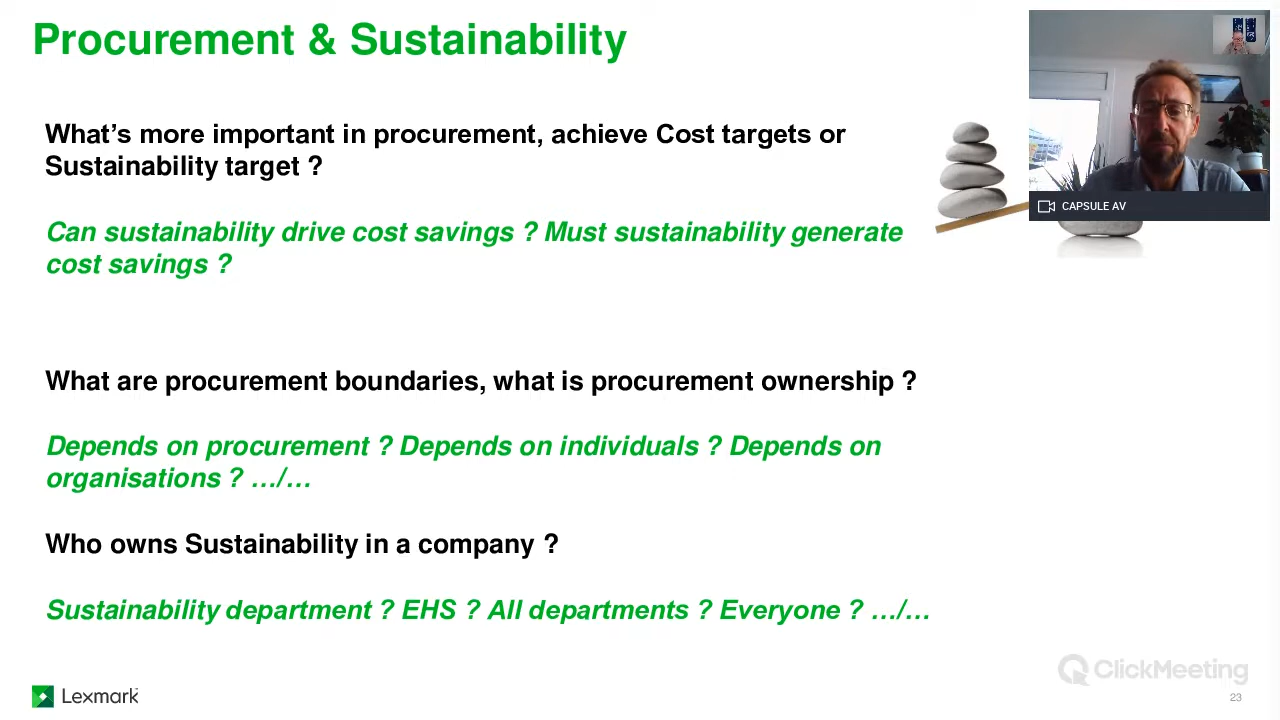 Procurement & Sustainability
What’s more important in procurement, achieve Cost targets or
Sustainability target ?
Can sustainability drive cost savings ? Must sustainability generate
cost savings ?
CAPSULE AV
What are procurement boundaries, what is procurement ownership ?
Depends on procurement ? Depends on individuals ? Depends on
organisations ? …/…
Who owns Sustainability in a company ?
Sustainability department ? EHS ? All departments ? Everyone ? …/…
ClickMeeting
Lexmark
23